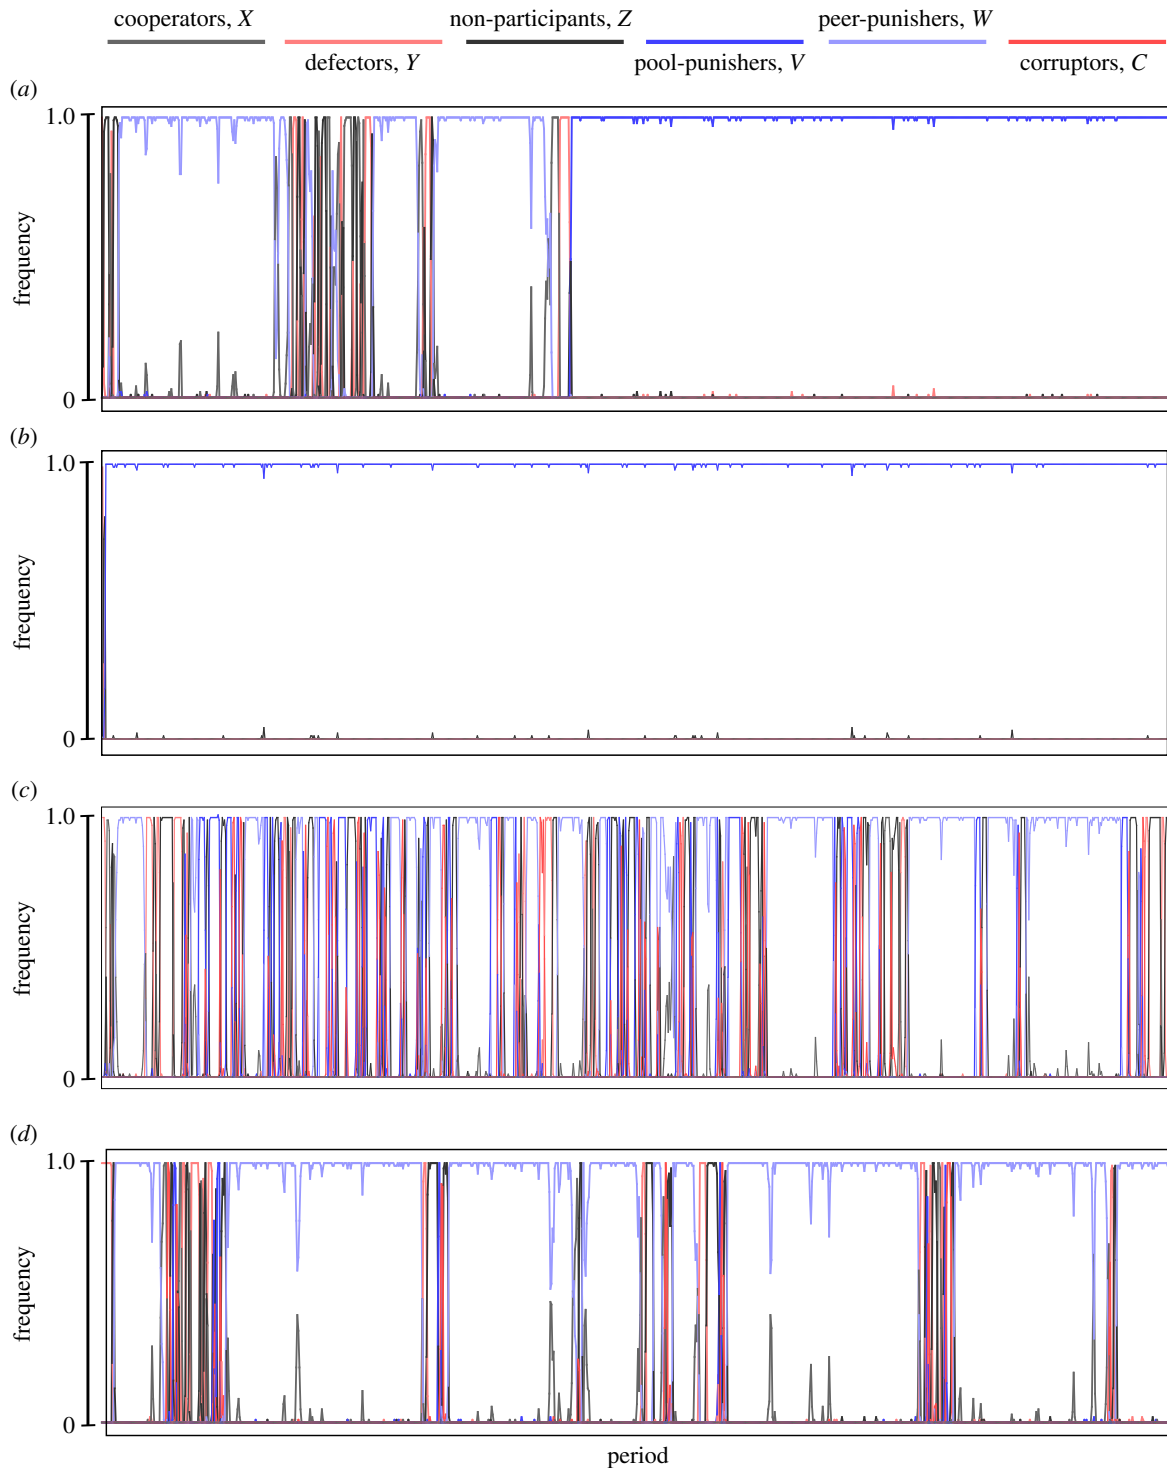 cooperators, X non-participants, Z peer-punishers, W
defectors, Y pool-punishers, V corruptors, C
(a)
1.0
frequency
0
(b)
1.0
frequency
0
(c)
1.0
frequency
0
(d)
1.0
frequency
0
period